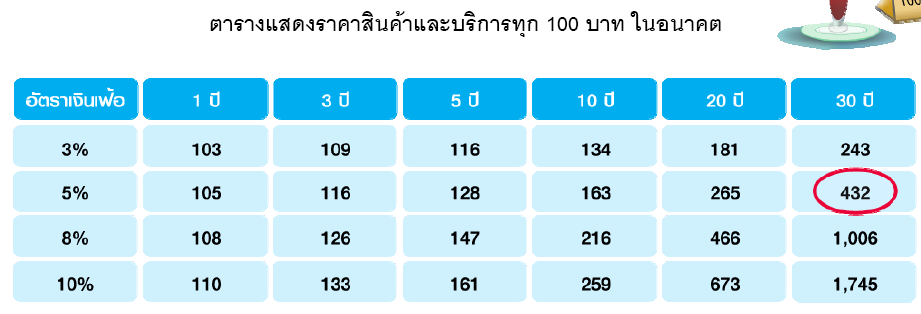 ตารางแสดงราคาสินค้าและบริการทุก 100 บาท ในอนาคต
อัตราเงินเฟ้อ 1 ปี 3 ปี 5 ปี 10 ปี 20 ปี 30 ปี
3% 103 109 116 134 181 243
5% 105 116 128 163 265 432
8% 108 126 147 216 466 1,006
10% 110 133 161 259 673 1,745